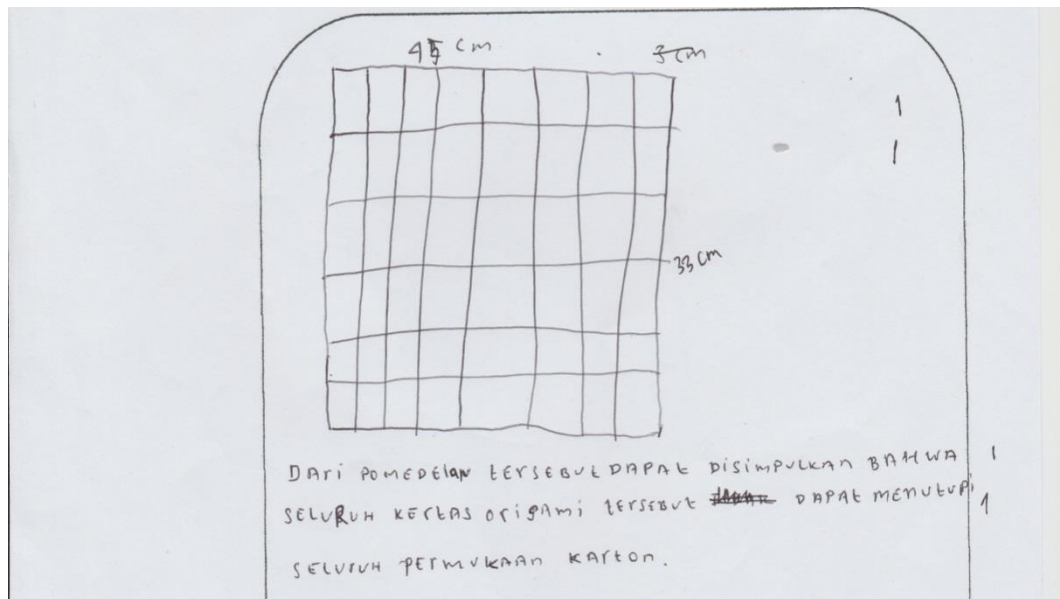 45 cm
3 cm
1
1
33 cm
DARI POMEDELAN TERSEBUT DAPAT DISIMPULKAN BAHWA 1
SELURUH KERTAS ORIGAMI TERSEBUT DAPAT MENUTUPI 1
SELURUH PERMUKAAN KARTON.